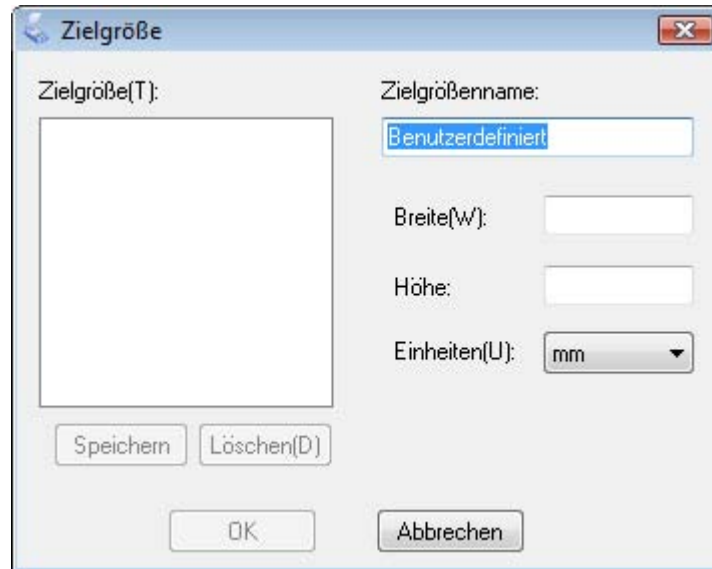 Zielgröße
Zielgröße(T):
Zielgrößenname:
Benutzerdefiniert
Breite(W):
Höhe:
Einheiten(U):
mm
Speichern
Löschen(D)
OK
Abbrechen